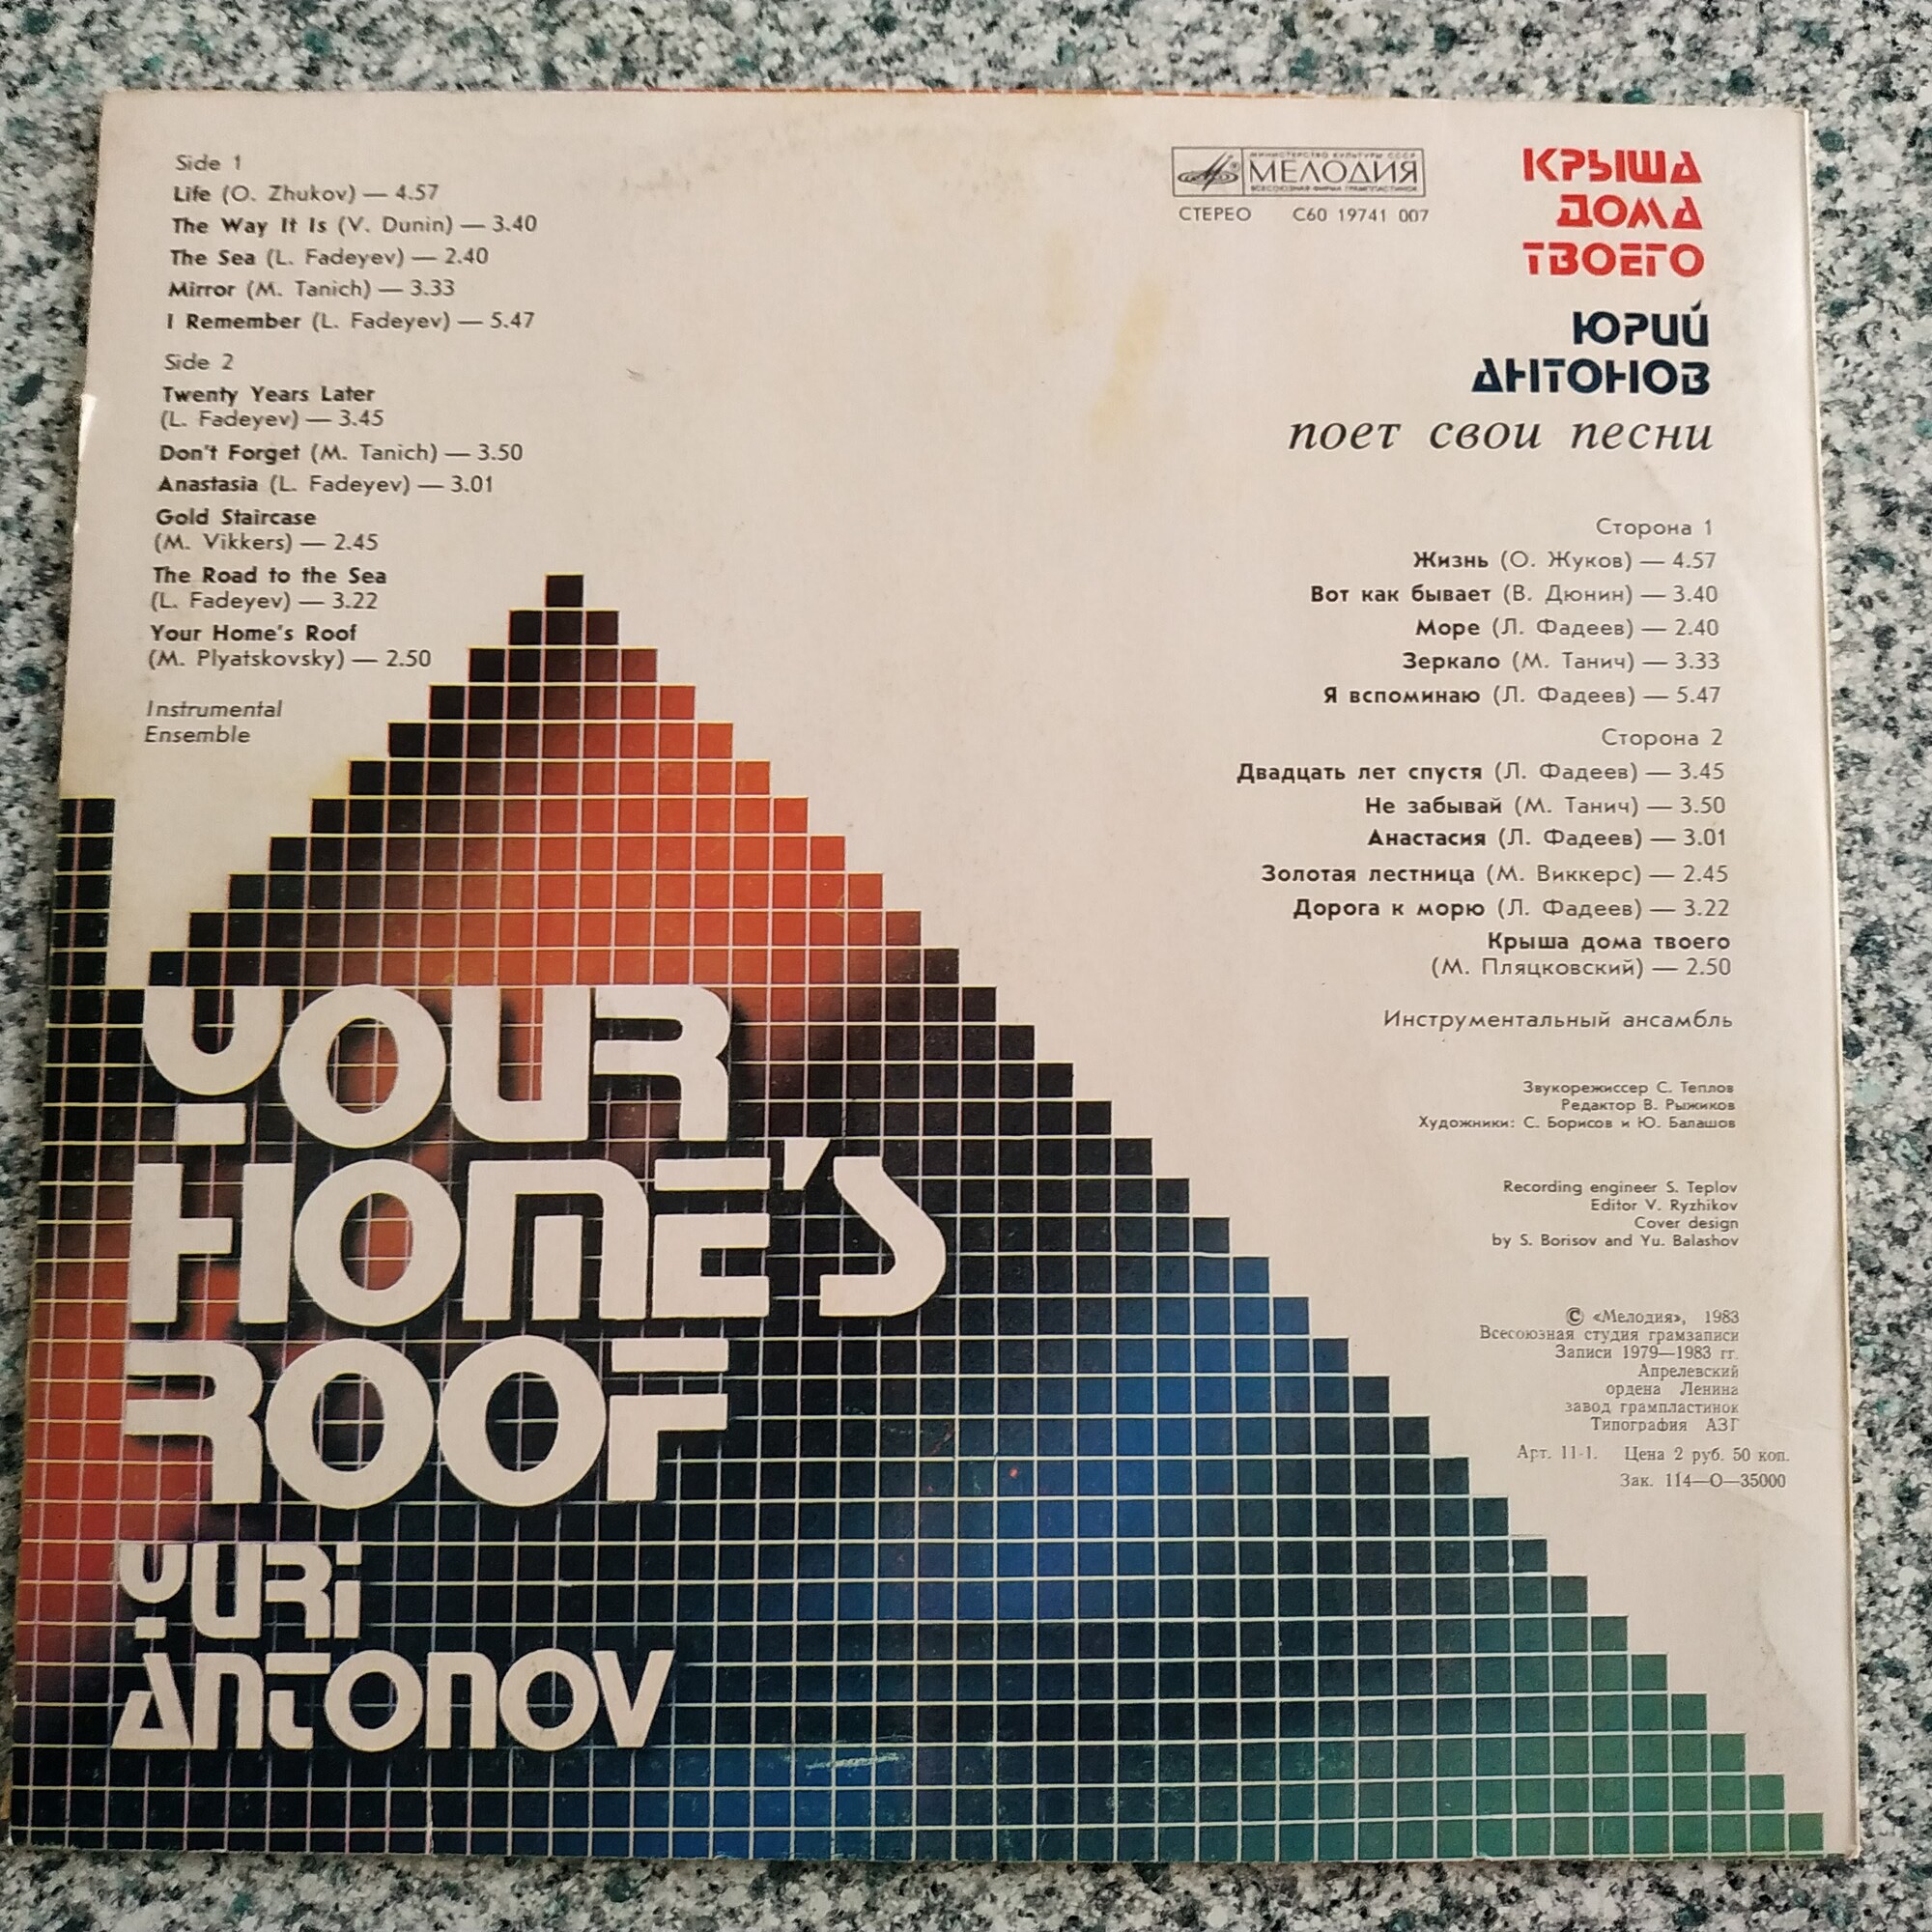 Side 1
Life (O. Zhukov) — 4.57
The Way It Is (V. Dunin) — 3.40
The Sea (L. Fadeyev) — 2.40
Mirror (M. Tanich) — 3.33
I Remember (L. Fadeyev) — 5.47
Side 2
Twenty Years Later
(L. Fadeyev) — 3.45
Don't Forget (M. Tanich) — 3.50
Anastasia (L. Fadeyev) — 3.01
Gold Staircase
(M. Vikkers) — 2.45
The Road to the Sea
(L. Fadeyev) — 3.22
Your Home's Roof
(M. Plyatskovsky) — 2.50
Instrumental
Ensemble
YOUR
HOME'S
ROOF
YURI
ANTONOV
МИНИСТЕРСТВО КУЛЬТУРЫ СССР
МЕЛОДИЯ
ВСЕСОЮЗНАЯ ФИРМА ГРАМПЛАСТИНОК
СТЕРЕО С60 19741 007
КРЫША
ДОМА
ТВОЕГО
ЮРИЙ
АНТОНОВ
поет свои песни
Сторона 1
Жизнь (О. Жуков) — 4.57
Вот как бывает (В. Дюнин) — 3.40
Море (Л. Фадеев) — 2.40
Зеркало (М. Танич) — 3.33
Я вспоминаю (Л. Фадеев) — 5.47
Сторона 2
Двадцать лет спустя (Л. Фадеев) — 3.45
Не забывай (М. Танич) — 3.50
Анастасия (Л. Фадеев) — 3.01
Золотая лестница (М. Виккерс) — 2.45
Дорога к морю (Л. Фадеев) — 3.22
Крыша дома твоего
(М. Пляцковский) — 2.50
Инструментальный ансамбль
Звукорежиссер С. Теплов
Редактор В. Рыжиков
Художники: С. Борисов и Ю. Балашов
Recording engineer S. Teplov
Editor V. Ryzhikov
Cover design
by S. Borisov and Yu. Balashov
© «Мелодия», 1983
Всесоюзная студия грамзаписи
Записи 1979—1983 гг.
Апрелевский
ордена Ленина
завод грампластинок
Типография АЗГ
Арт. 11-1. Цена 2 руб. 50 коп.
Зак. 114—О—35000